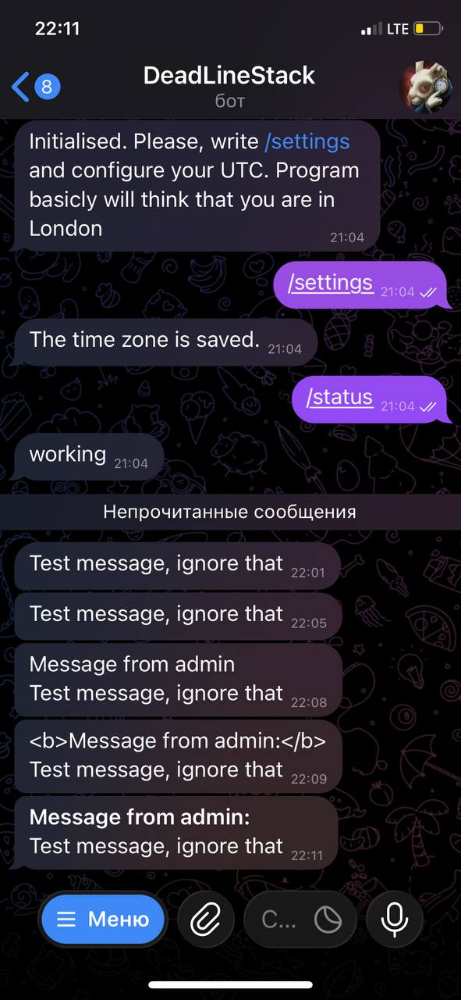 22:11
LTE
8
DeadLineStack
бот
Initialised. Please, write /settings
and configure your UTC. Program
basicly will think that you are in
London
21:04
/settings 21:04
The time zone is saved. 21:04
/status 21:04
working 21:04
Непрочитанные сообщения
Test message, ignore that 22:01
Test message, ignore that 22:05
Message from admin
Test message, ignore that 22:08
<b>Message from admin:</b>
Test message, ignore that 22:09
Message from admin:
Test message, ignore that 22:11
Меню
С...